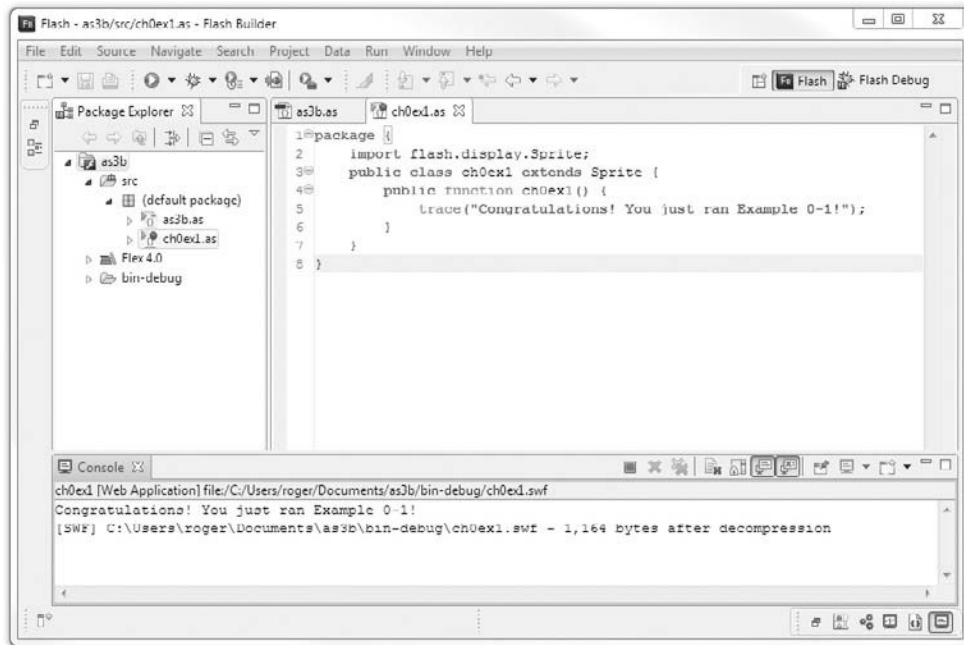 Fn Flash - as3b/src/ch0ex1.as - Flash Builder
File Edit Source Navigate Search Project Data Run Window Help
Flash Flash Debug
Package Explorer
as3b
src
(default package)
as3b.as
ch0ex1.as
Flex 4.0
bin-debug
as3b.as ch0ex1.as
1 package {
2 import flash.display.Sprite;
3 public class ch0ex1 extends Sprite {
4 public function ch0ex1() {
5 trace("Congratulations! You just ran Example 0-1!");
6 }
7 }
8 }
Console
ch0ex1 [Web Application] file:/C:/Users/roger/Documents/as3b/bin-debug/ch0ex1.swf
Congratulations! You just ran Example 0-1!
[SWF] C:\Users\roger\Documents\as3b\bin-debug\ch0ex1.swf - 1,164 bytes after decompression